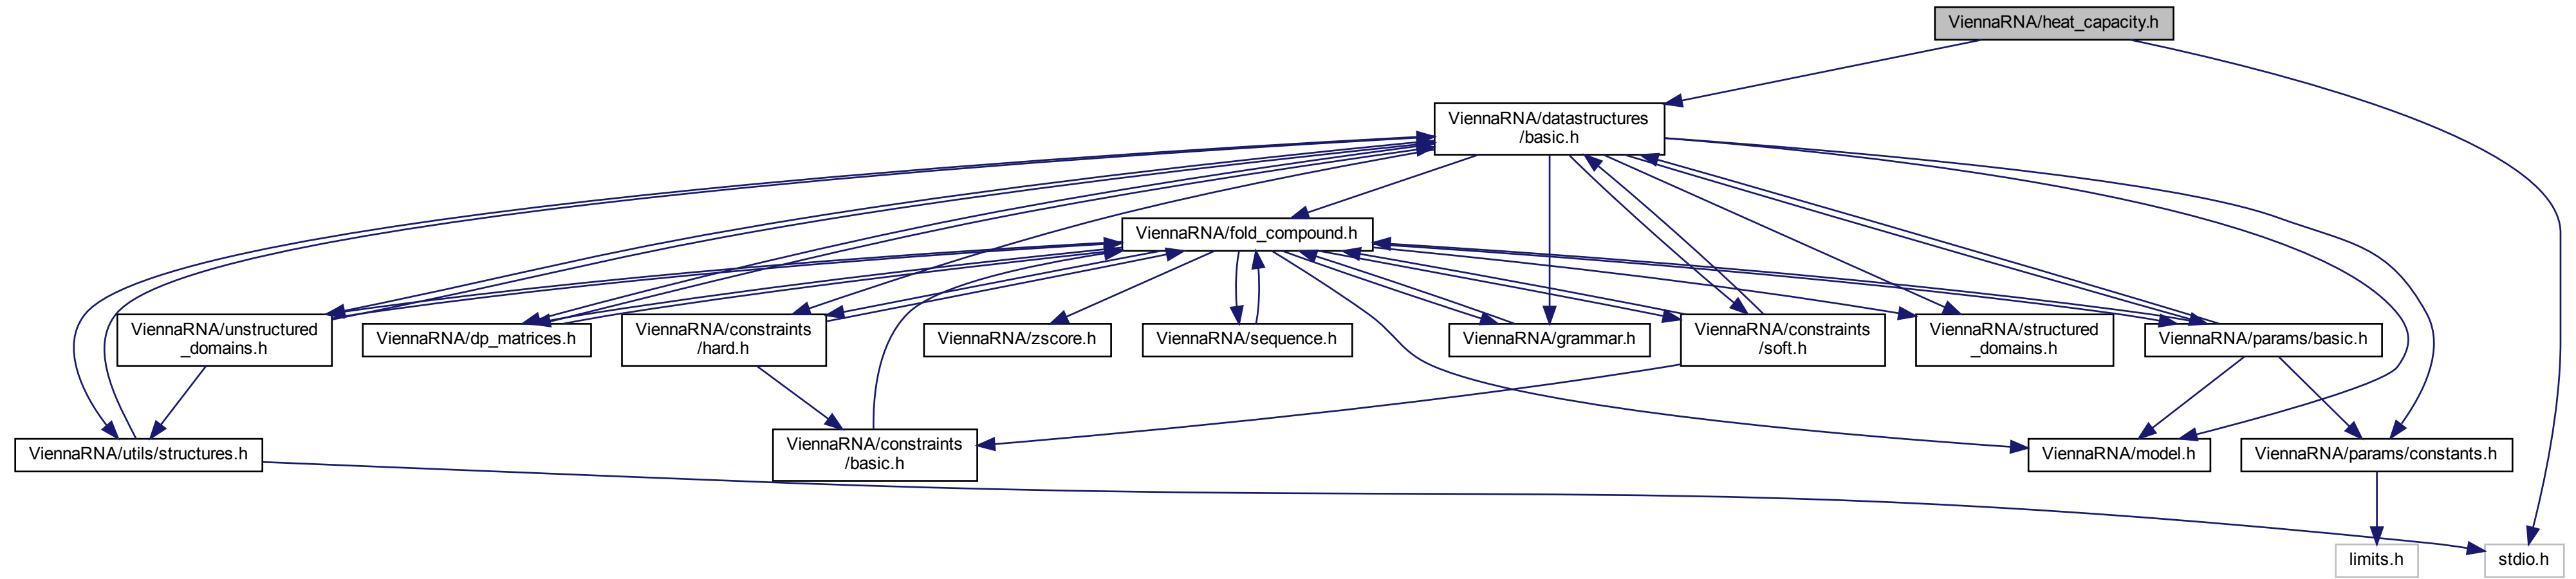 ViennaRNA/heat_capacity.h
ViennaRNA/datastructures
/basic.h
ViennaRNA/fold_compound.h
ViennaRNA/unstructured
_domains.h
ViennaRNA/dp_matrices.h
ViennaRNA/constraints
/hard.h
ViennaRNA/zscore.h
ViennaRNA/sequence.h
ViennaRNA/grammar.h
ViennaRNA/constraints
/soft.h
ViennaRNA/structured
_domains.h
ViennaRNA/params/basic.h
ViennaRNA/utils/structures.h
ViennaRNA/constraints
/basic.h
ViennaRNA/model.h
ViennaRNA/params/constants.h
limits.h
stdio.h